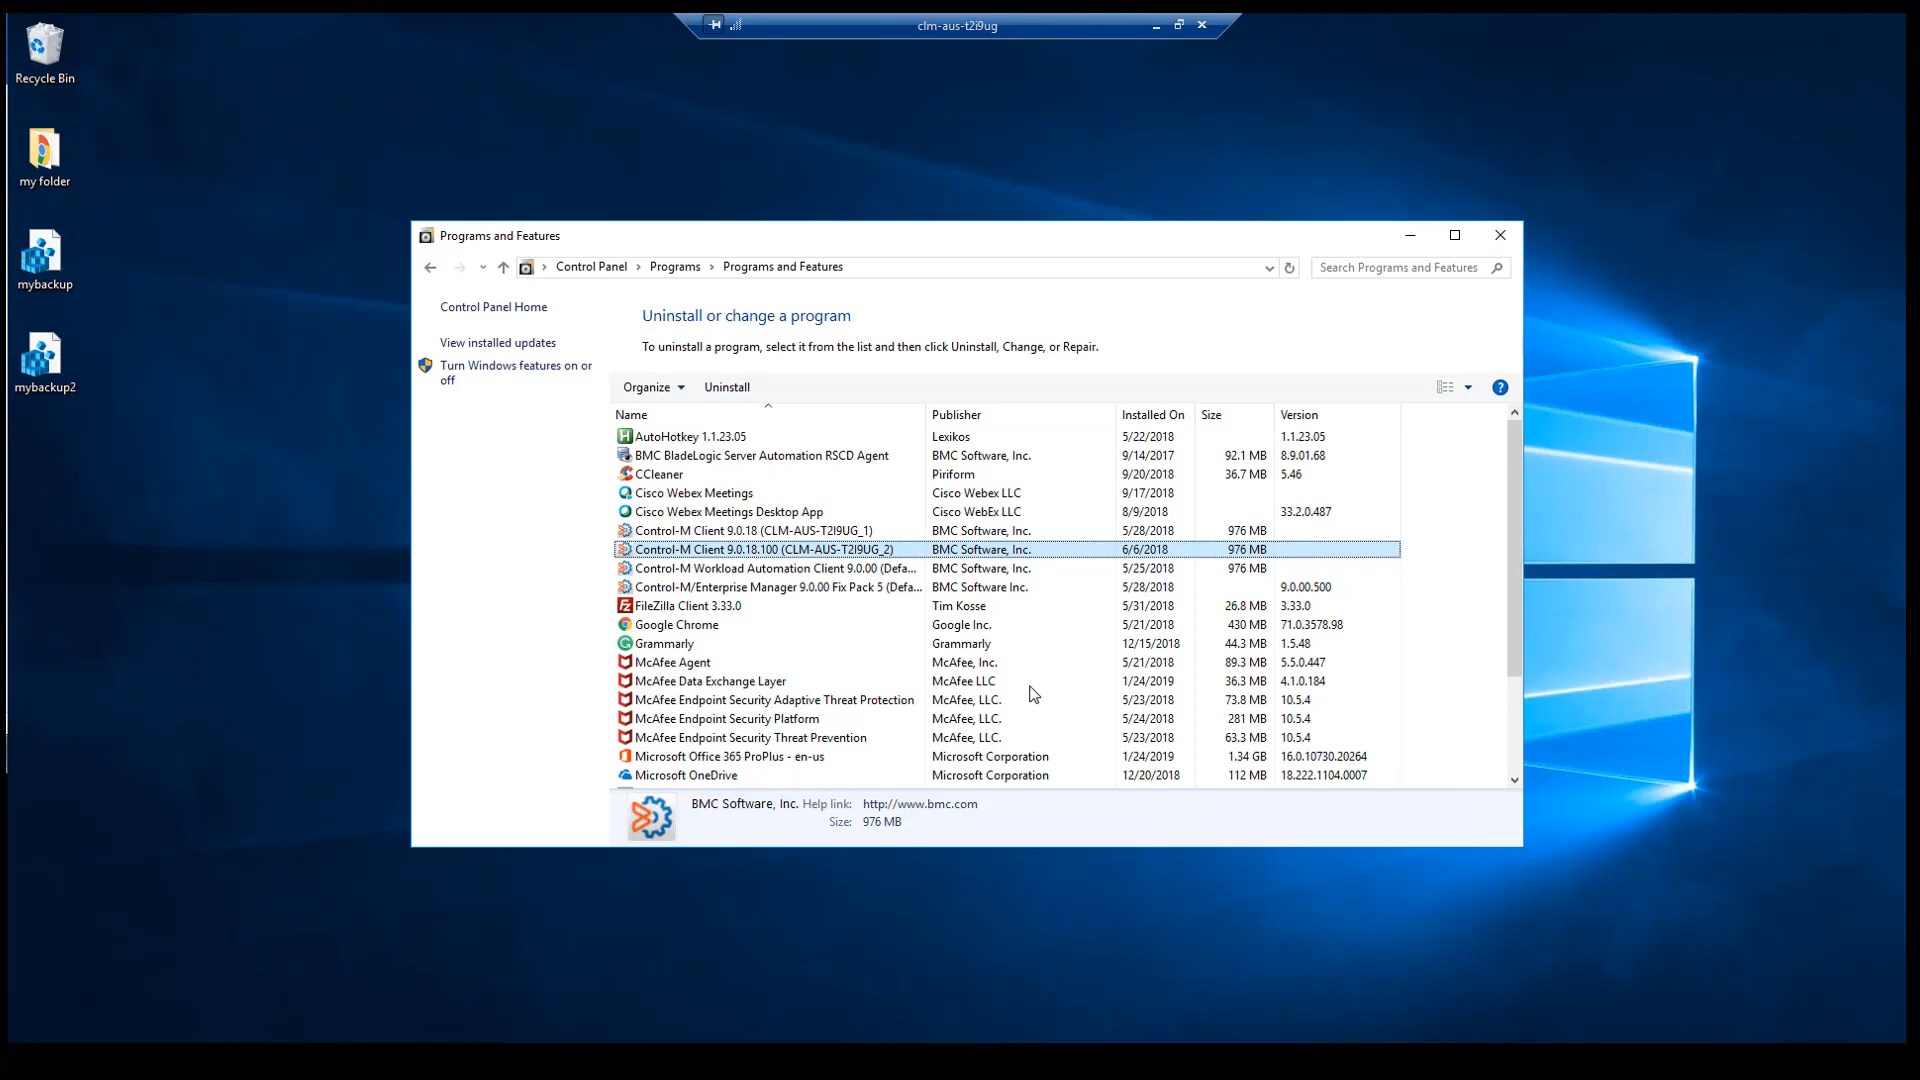 clm-aus-t2i9ug
Recycle Bin
my folder
mybackup
mybackup2
Programs and Features
Control Panel > Programs > Programs and Features
Search Programs and Features
Control Panel Home
View installed updates
Turn Windows features on or
off
Uninstall or change a program
To uninstall a program, select it from the list and then click Uninstall, Change, or Repair.
Organize Uninstall
Name Publisher Installed On Size Version
AutoHotkey 1.1.23.05 Lexikos 5/22/2018 1.1.23.05
BMC BladeLogic Server Automation RSCD Agent BMC Software, Inc. 9/14/2017 92.1 MB 8.9.01.68
CCleaner Piriform 9/20/2018 36.7 MB 5.46
Cisco Webex Meetings Cisco Webex LLC 9/17/2018
Cisco Webex Meetings Desktop App Cisco WebEx LLC 8/9/2018 33.2.0.487
Control-M Client 9.0.18 (CLM-AUS-T2I9UG_1) BMC Software, Inc. 5/28/2018 976 MB
Control-M Client 9.0.18.100 (CLM-AUS-T2I9UG_2) BMC Software, Inc. 6/6/2018 976 MB
Control-M Workload Automation Client 9.0.00 (Defa... BMC Software, Inc. 5/25/2018 976 MB
Control-M/Enterprise Manager 9.0.00 Fix Pack 5 (Defa... BMC Software Inc. 5/28/2018 9.0.00.500
FileZilla Client 3.33.0 Tim Kosse 5/31/2018 26.8 MB 3.33.0
Google Chrome Google Inc. 5/21/2018 430 MB 71.0.3578.98
Grammarly Grammarly 12/15/2018 44.3 MB 1.5.48
McAfee Agent McAfee, Inc. 5/21/2018 89.3 MB 5.5.0.447
McAfee Data Exchange Layer McAfee LLC 1/24/2019 36.3 MB 4.1.0.184
McAfee Endpoint Security Adaptive Threat Protection McAfee, LLC. 5/23/2018 73.8 MB 10.5.4
McAfee Endpoint Security Platform McAfee, LLC. 5/24/2018 281 MB 10.5.4
McAfee Endpoint Security Threat Prevention McAfee, LLC. 5/23/2018 63.3 MB 10.5.4
Microsoft Office 365 ProPlus - en-us Microsoft Corporation 1/24/2019 1.34 GB 16.0.10730.20264
Microsoft OneDrive Microsoft Corporation 12/20/2018 112 MB 18.222.1104.0007
BMC Software, Inc. Help link: http://www.bmc.com
Size: 976 MB